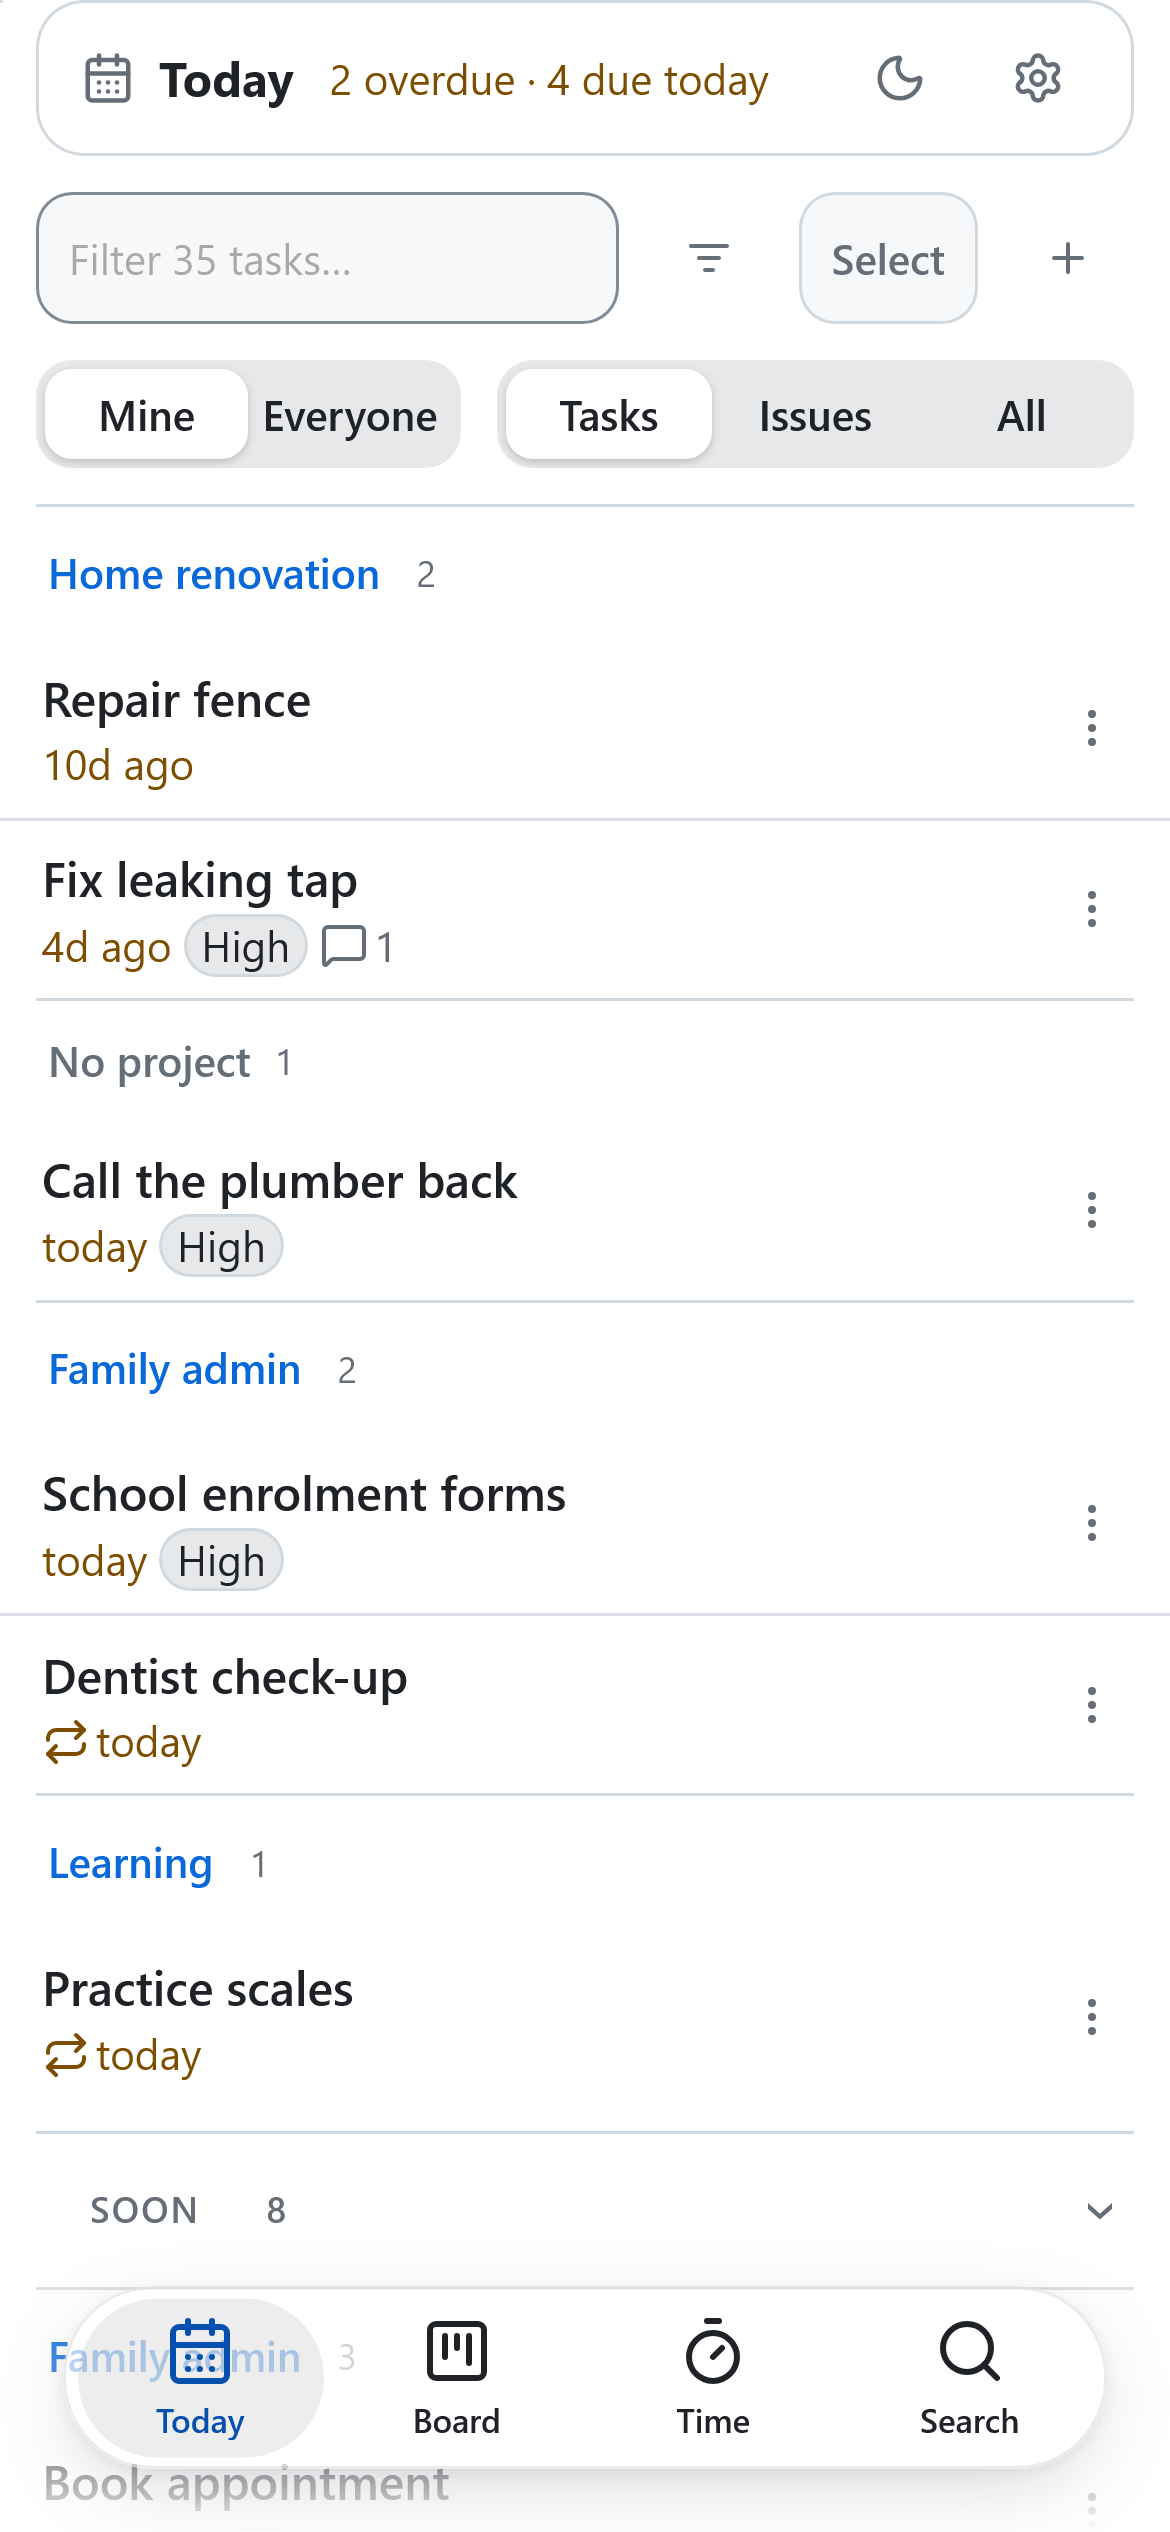 Today 2 overdue · 4 due today
Filter 35 tasks...
Select
Mine Everyone Tasks Issues All
Home renovation 2
Repair fence
10d ago
Fix leaking tap
4d ago High 1
No project 1
Call the plumber back
today High
Family admin 2
School enrolment forms
today High
Dentist check-up
today
Learning 1
Practice scales
today
SOON 8
Family admin 3
Today Board Time Search
Book appointment